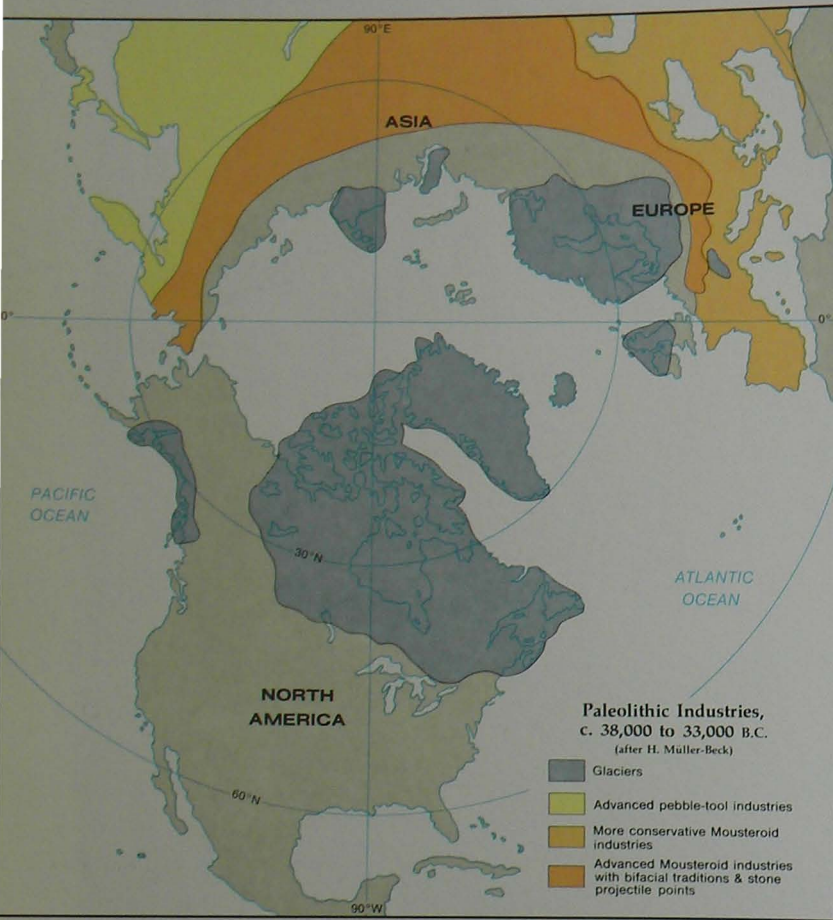 90°E
ASIA
EUROPE
0°
0°
PACIFIC
OCEAN
30°N
ATLANTIC
OCEAN
NORTH
AMERICA
60°N
90°W
Paleolithic Industries,
c. 38,000 to 33,000 B.C.
(after H. Müller-Beck)
Glaciers
Advanced pebble-tool industries
More conservative Mousteroid
industries
Advanced Mousteroid industries
with bifacial traditions & stone
projectile points